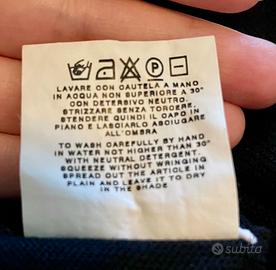 P
LAVARE CON CAUTELA A MANO
IN ACQUA NON SUPERIORE A 30°
CON DETERSIVO NEUTRO.
STRIZZARE SENZA TORCERE.
STENDERE QUINDI IL CAPO IN
PIANO E LASCIARLO ASCIUGARE
ALL'OMBRA
TO WASH CAREFULLY BY HAND
IN WATER NOT HIGHER THAN 30°
WITH NEUTRAL DETERGENT.
SQUEEZE WITHOUT WRINGING
SPREAD OUT THE ARTICLE IN
PLAIN AND LEAVE IT TO DRY
IN THE SHADE
subito